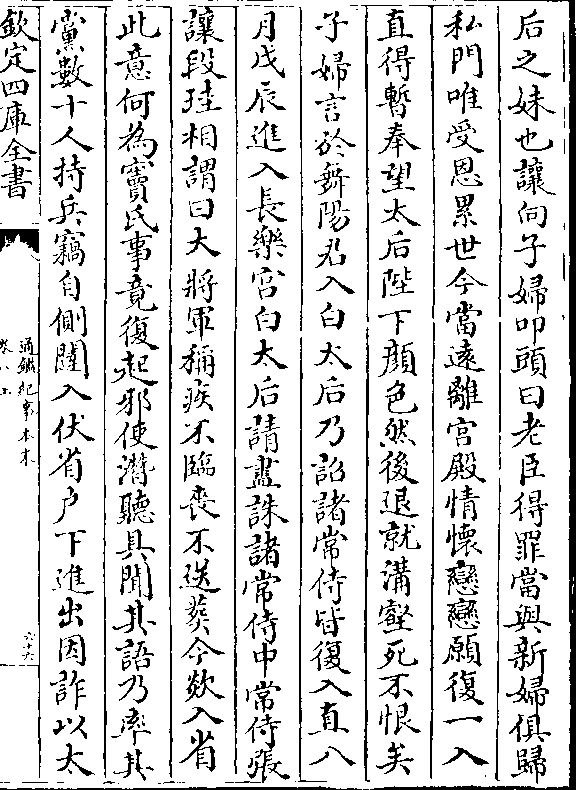 后之妹也讓向子婦叩頭曰老臣得罪當與新婦俱歸
私門唯受恩累世今當逺離宫殿情懷戀戀願復一入
直得暫奉望太后陛下顔色然後退就溝壑死不恨矣
子婦言於舞陽君入白太后乃詔諸常侍皆復入直八
月戊辰進入長樂宫白太后請盡誅諸常侍中常侍張
讓段珪相謂曰大將軍稱疾不臨喪不送葬今欻入省
此意何為竇氏事竟復起邪使潛聽具聞其語乃率其
黨數十人持兵竊自側闥入伏省户下進出因詐以太
欽定四庫全書
通鑑紀事本末
卷八上
六十六